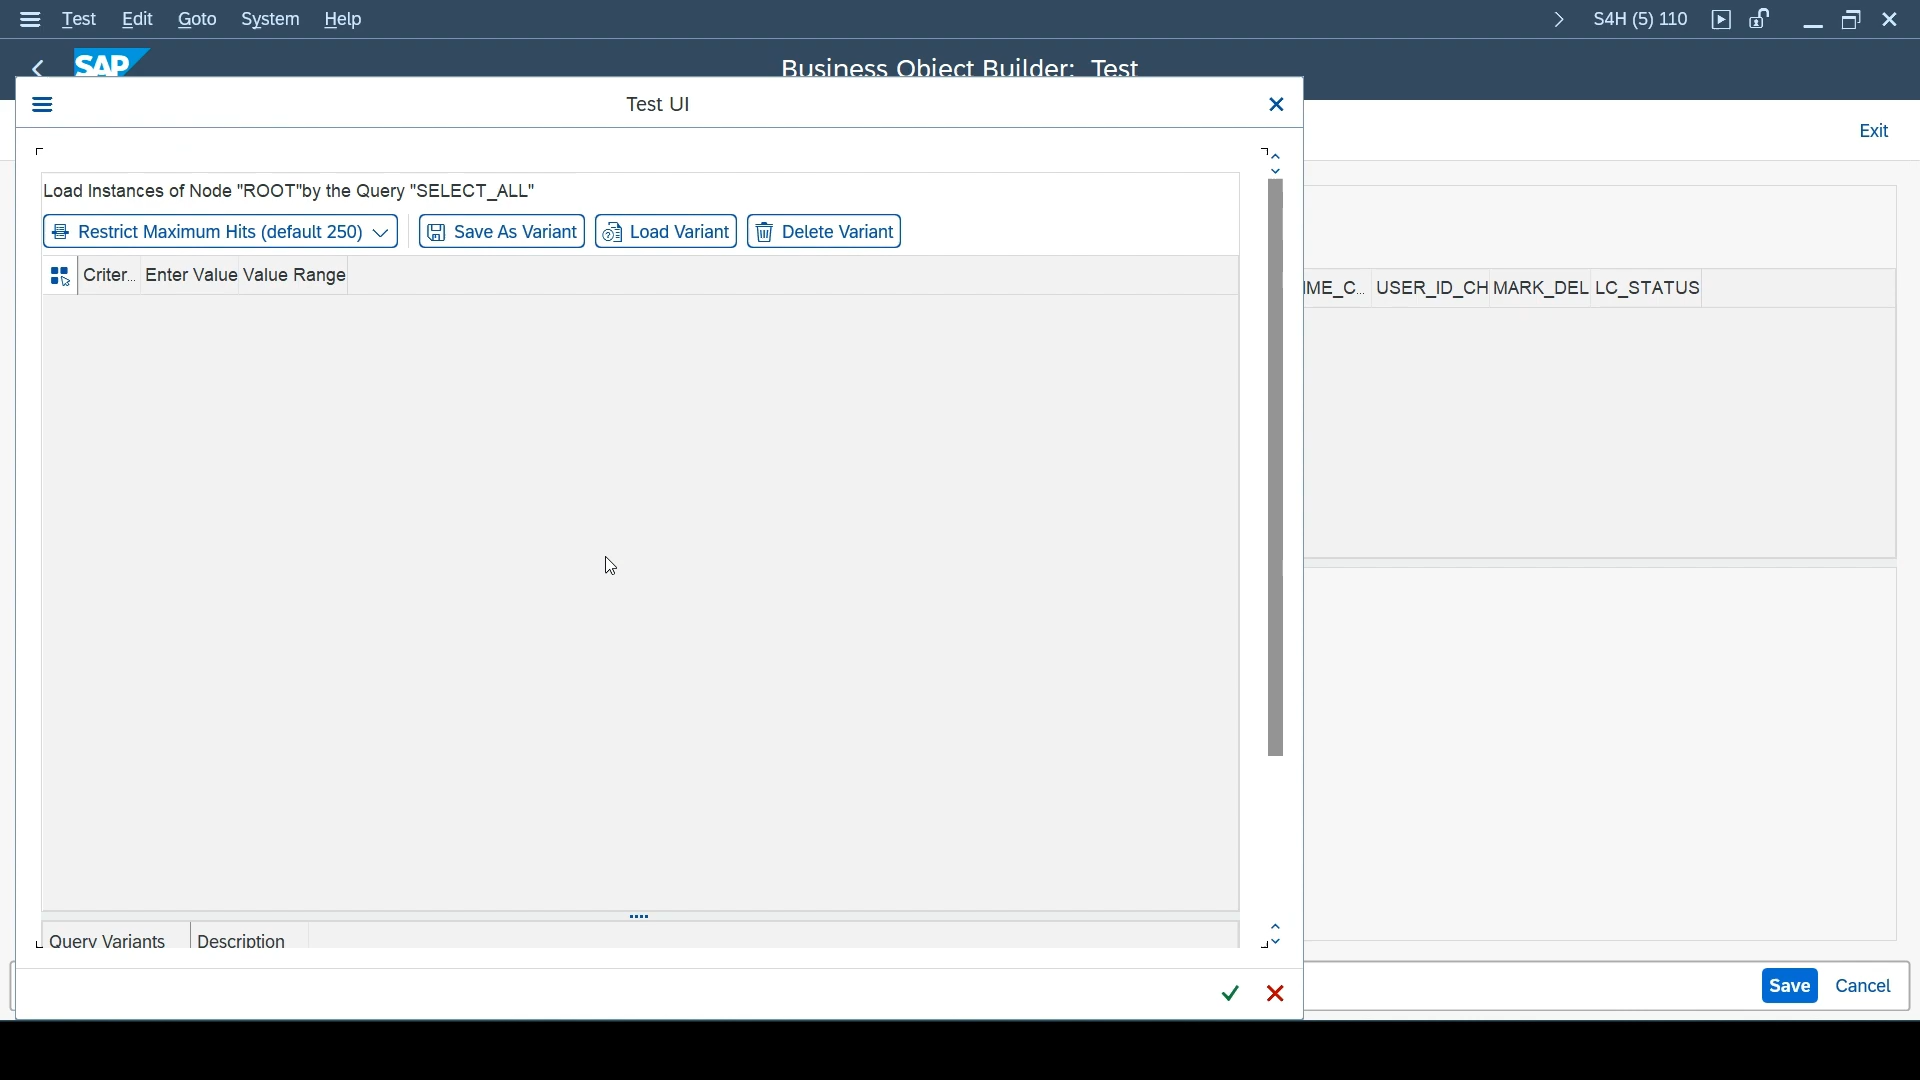 Test Edit Goto System Help S4H (5) 110
SAP Business Object Builder: Test
Test UI
Exit
Load Instances of Node "ROOT"by the Query "SELECT_ALL"
Restrict Maximum Hits (default 250) Save As Variant Load Variant Delete Variant
Criter... Enter Value Value Range
IME_C... USER_ID_CH MARK_DEL LC_STATUS
Query Variants Description
Save Cancel